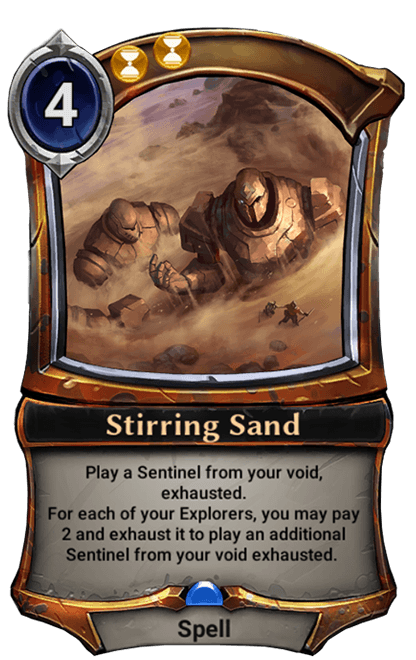 4
Stirring Sand
Play a Sentinel from your void,
exhausted.
For each of your Explorers, you may pay
2 and exhaust it to play an additional
Sentinel from your void exhausted.
Spell